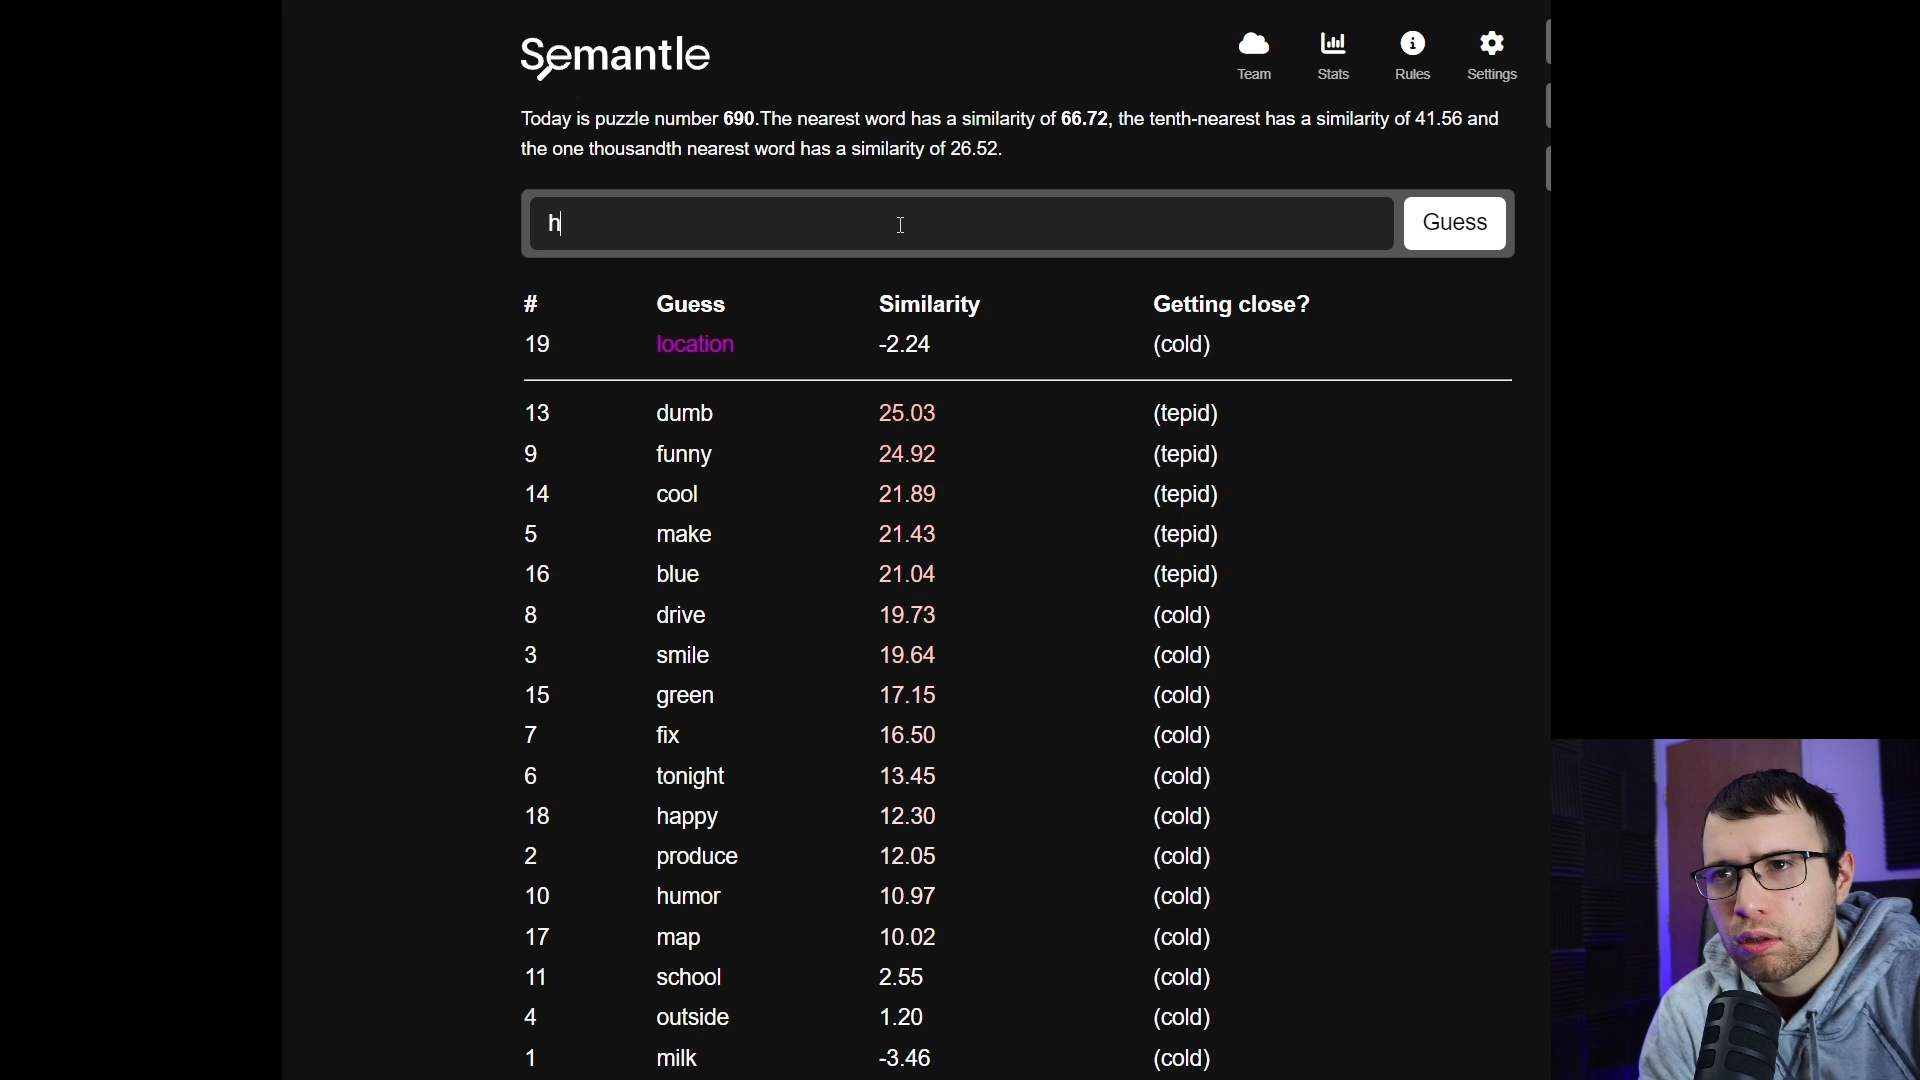 Semantle
Team
Stats
Rules
Settings
Today is puzzle number 690.The nearest word has a similarity of 66.72, the tenth-nearest has a similarity of 41.56 and
the one thousandth nearest word has a similarity of 26.52.
h
Guess
# Guess Similarity Getting close?
19 location -2.24 (cold)
13 dumb 25.03 (tepid)
9 funny 24.92 (tepid)
14 cool 21.89 (tepid)
5 make 21.43 (tepid)
16 blue 21.04 (tepid)
8 drive 19.73 (cold)
3 smile 19.64 (cold)
15 green 17.15 (cold)
7 fix 16.50 (cold)
6 tonight 13.45 (cold)
18 happy 12.30 (cold)
2 produce 12.05 (cold)
10 humor 10.97 (cold)
17 map 10.02 (cold)
11 school 2.55 (cold)
4 outside 1.20 (cold)
1 milk -3.46 (cold)